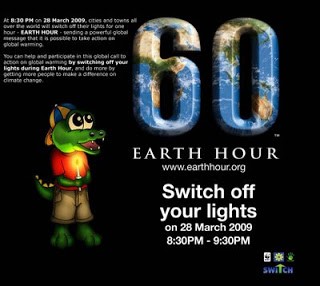 At 8:30 PM on 28 March 2009, cities and towns all
over the world will switch off their lights for one
hour - EARTH HOUR - sending a powerful global
message that it is possible to take action on
global warming.
You can help and participate in this global call to
action on global warming by switching off your
lights during Earth Hour, and do more by
getting more people to make a difference on
climate change.
60
TM
EARTH HOUR
www.earthhour.org
Switch off
your lights
on 28 March 2009
8:30PM - 9:30PM
SWiTCH